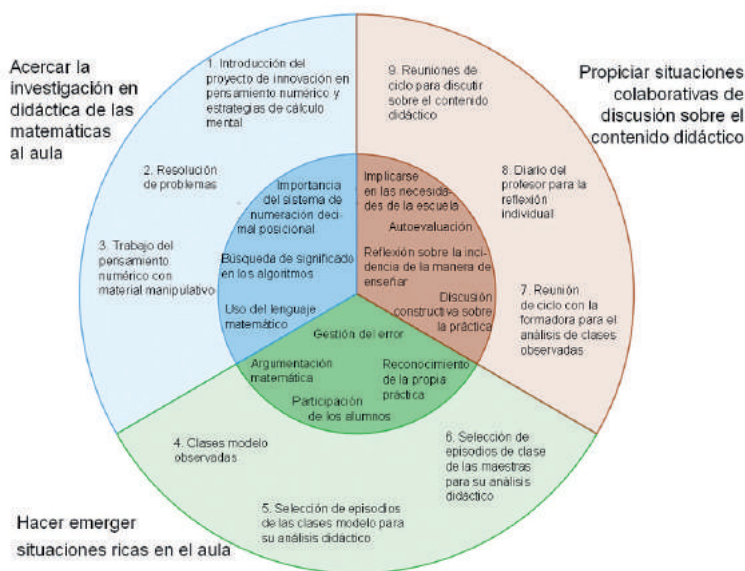 Acercar la
investigación en
didáctica de las
matemáticas
al aula
1. Introducción del
proyecto de innovación en
pensamiento numérico y
estrategias de cálculo
mental
2. Resolución
de problemas
3. Trabajo del
pensamiento
numérico con
material manipulativo
Importancia
del sistema de
numeración deci-
mal posicional
Búsqueda de significado
en los algoritmos
Uso del lenguaje
matemático
Propiciar situaciones
colaborativas de
discusión sobre el
contenido didáctico
9. Reuniones de
ciclo para discutir
sobre el contenido
didáctico
8. Diario del
profesor para la
reflexión
individual
7. Reunión
de ciclo con la
formadora para el
análisis de clases
observadas
Implicarse
en las necesida-
des de la escuela
Autoevaluación
Reflexión sobre la inci-
dencia de la manera de
enseñar
Discusión
constructiva sobre
la práctica
Gestión del error
Argumentación
matemática
Reconocimiento
de la propia
práctica
Participación
de los alumnos
4. Clases modelo
observadas
5. Selección de episodios
de las clases modelo para
su análisis didáctico
6. Selección de
episodios de clase
de las maestras
para su análisis
didáctico
Hacer emerger
situaciones ricas en el aula